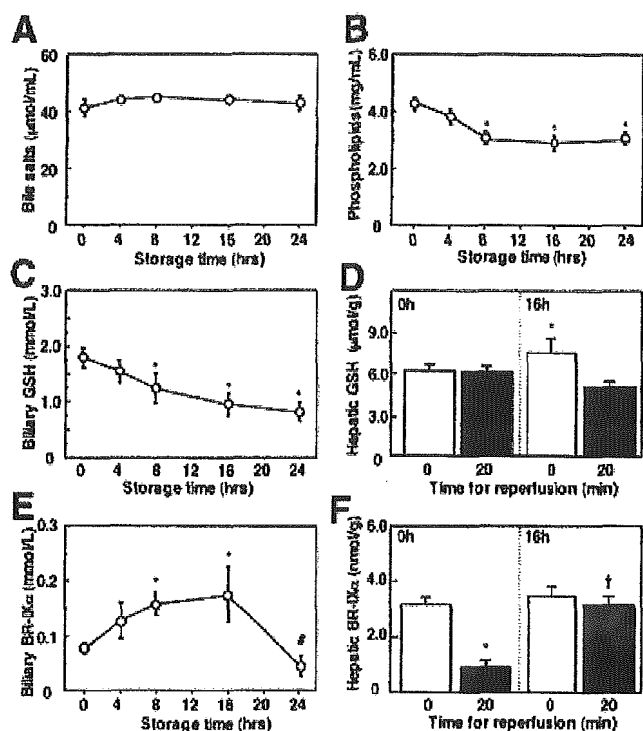 A
Bile salts (μmol/mL)
60
40
20
0
0 4 8 12 16 20 24
Storage time (hrs)
B
Phospholipids (mg/mL)
6.0
4.0
2.0
0
0 4 8 12 16 20 24
Storage time (hrs)
* * *
C
Biliary GSH (mmol/L)
3.0
2.0
1.0
0
0 4 8 12 16 20 24
Storage time (hrs)
* * *
D
Hepatic GSH (μmol/g)
0h 16h
9.0
6.0
3.0
0
*
0 20 0 20
Time for reperfusion (min)
E
Biliary BR-IXα (mmol/L)
0.3
0.2
0.1
0
0 4 8 12 16 20 24
Storage time (hrs)
* * #
F
Hepatic BR-IXα (nmol/g)
0h 16h
6.0
4.0
2.0
0
* †
0 20 0 20
Time for reperfusion (min)